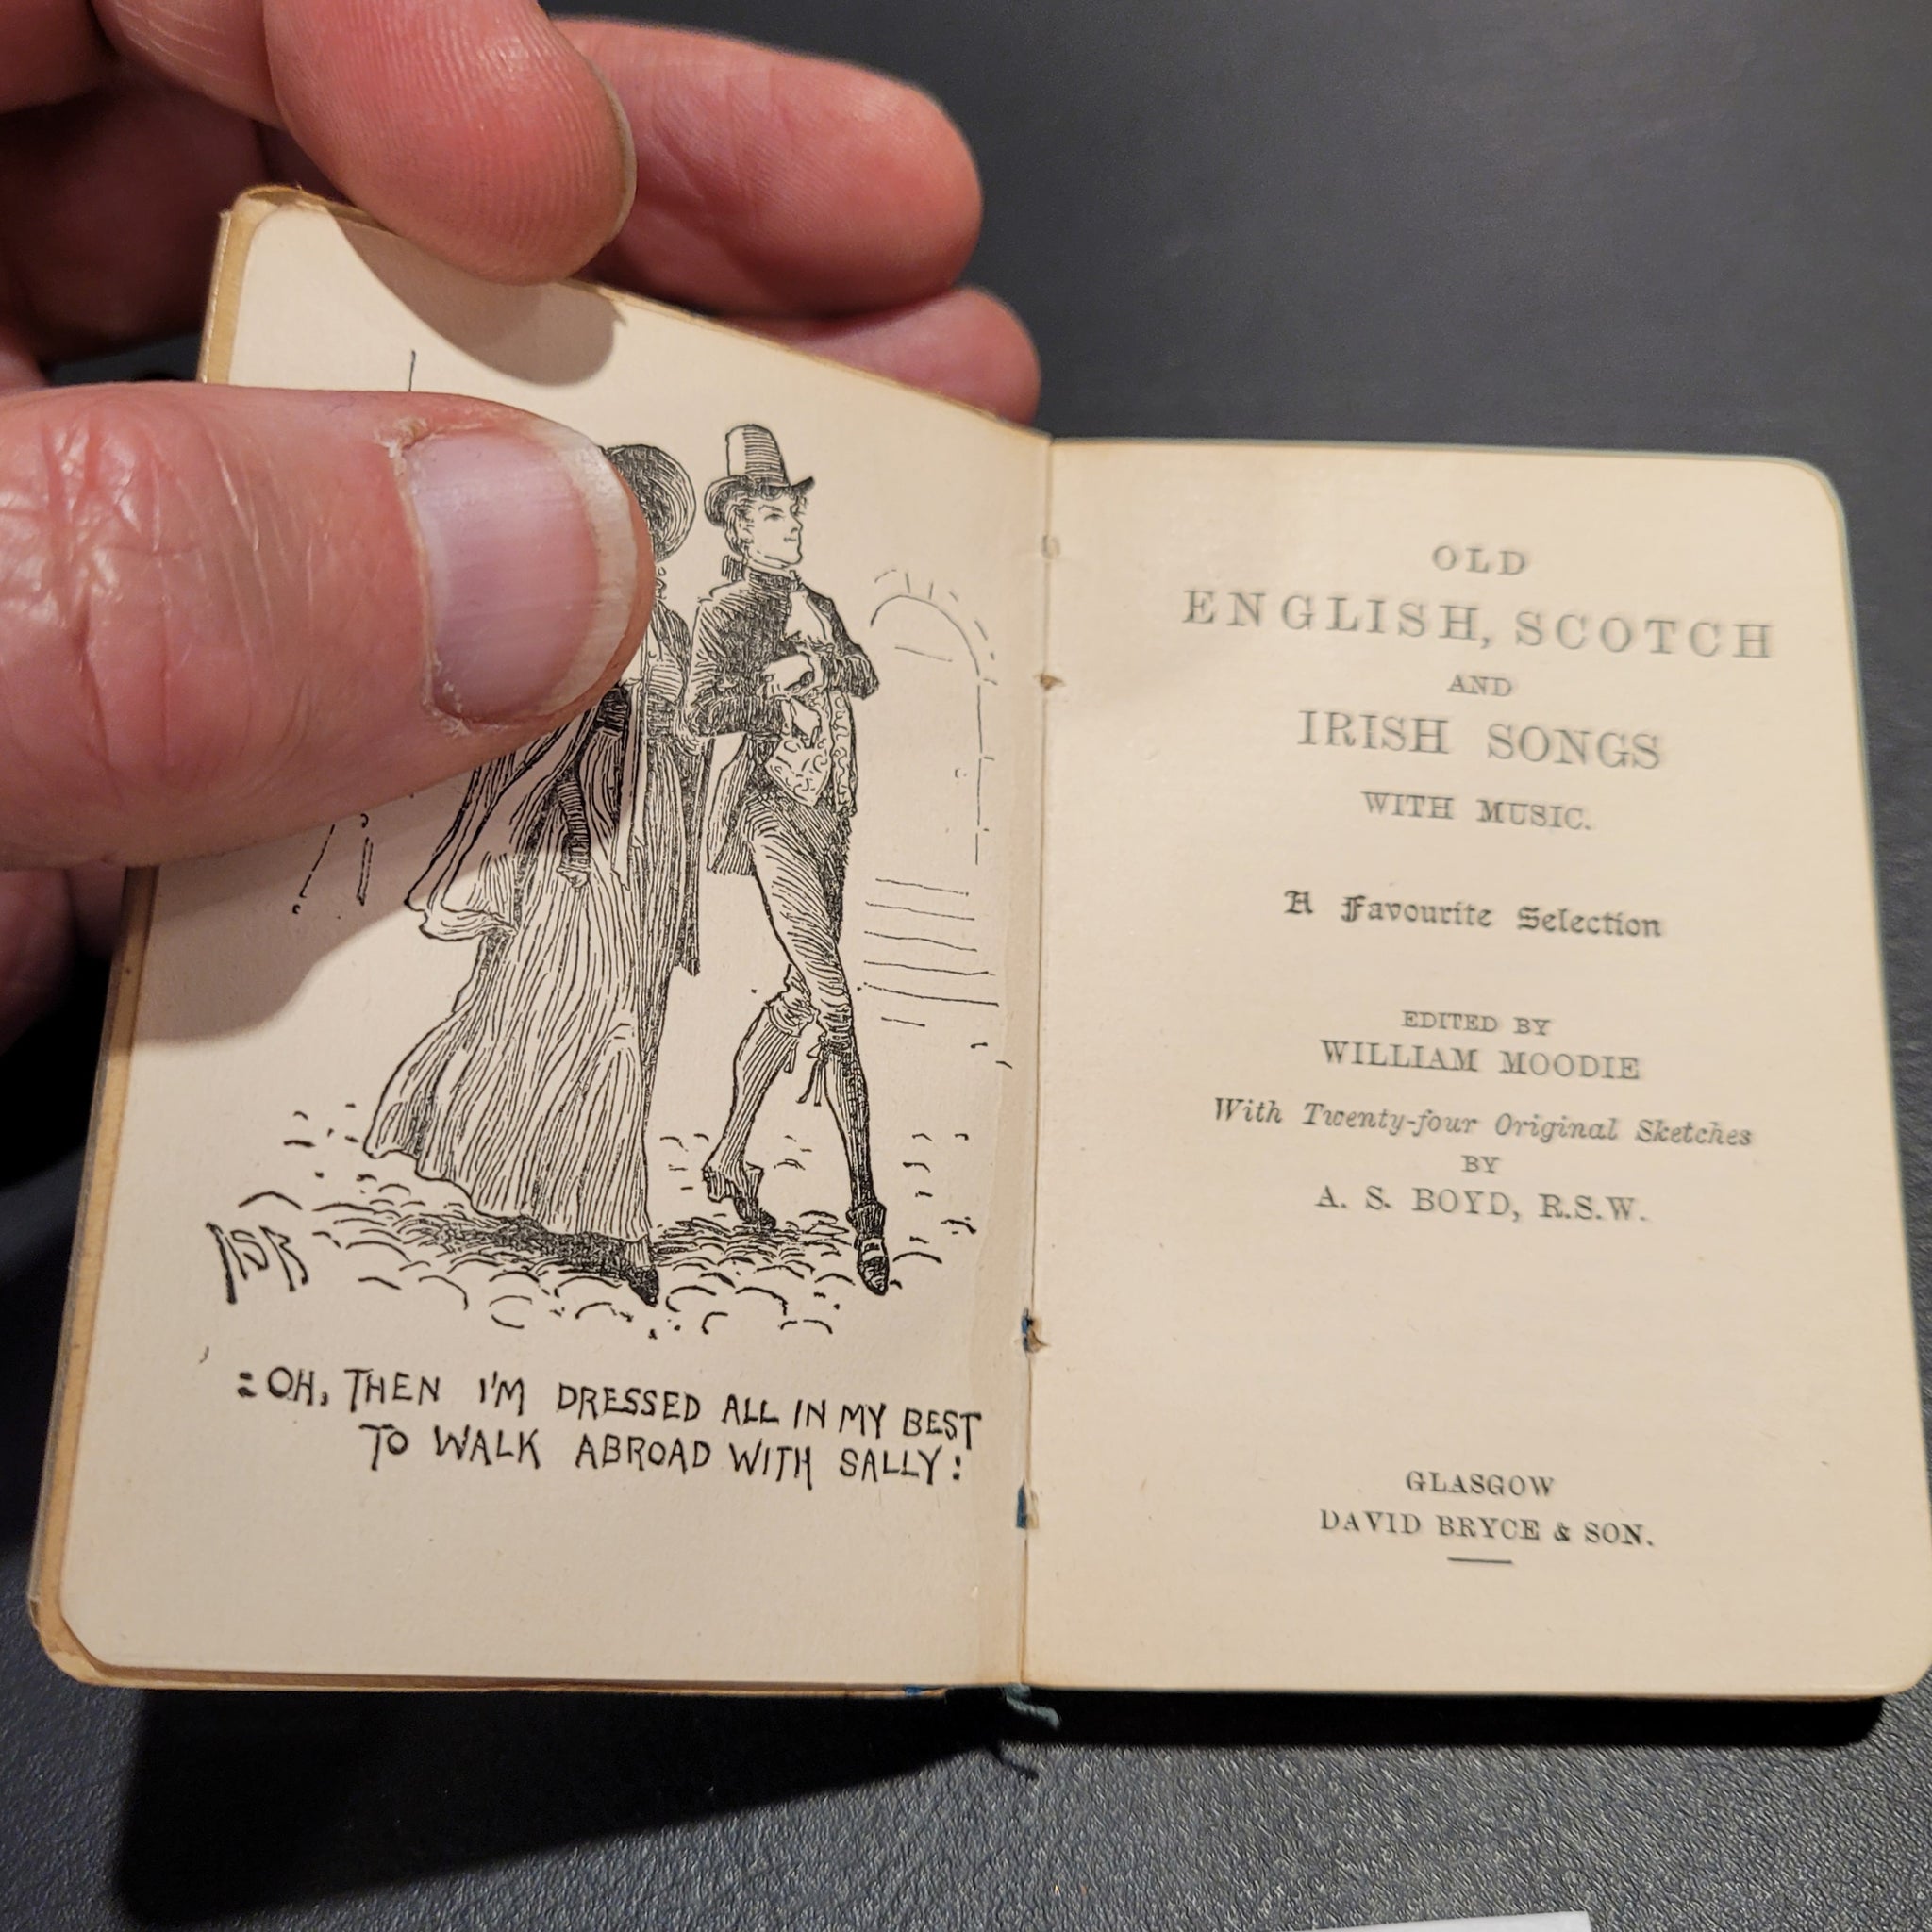 ASB
: OH, THEN I'M DRESSED ALL IN MY BEST
TO WALK ABROAD WITH SALLY :
OLD
ENGLISH, SCOTCH
AND
IRISH SONGS
WITH MUSIC.
A Favourite Selection
EDITED BY
WILLIAM MOODIE
With Twenty-four Original Sketches
BY
A. S. BOYD, R.S.W.
GLASGOW
DAVID BRYCE & SON.